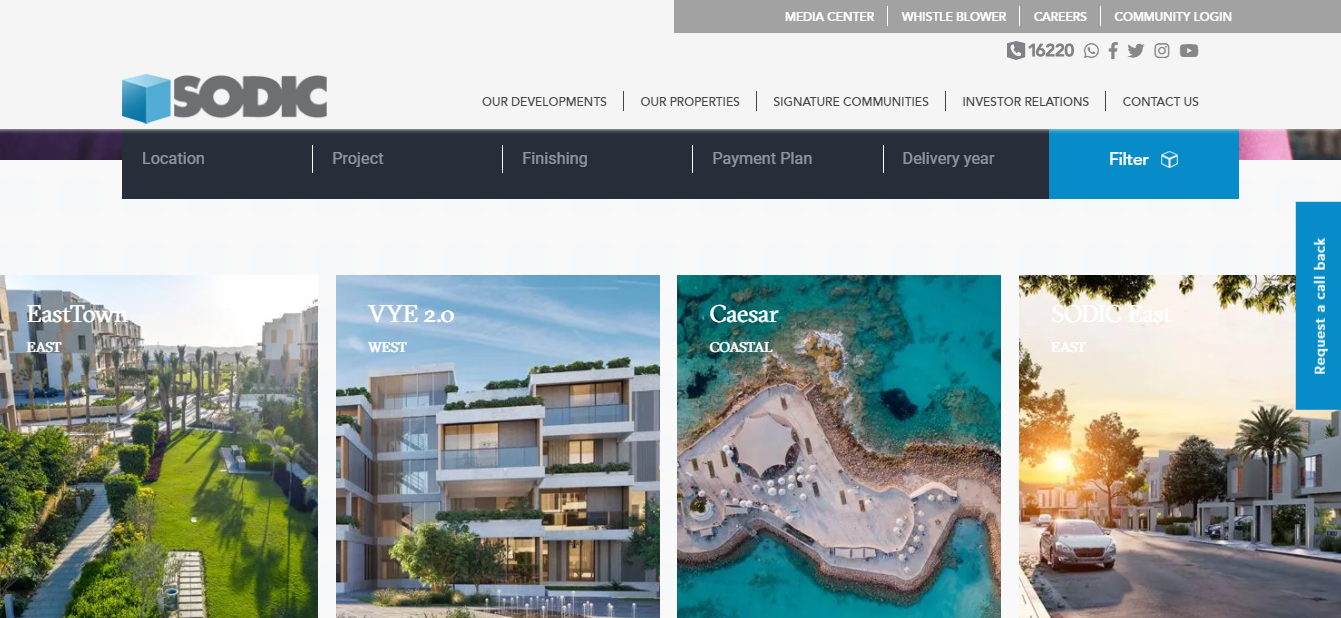 MEDIA CENTER
WHISTLE BLOWER
CAREERS
COMMUNITY LOGIN
16220
SODIC
OUR DEVELOPMENTS
OUR PROPERTIES
SIGNATURE COMMUNITIES
INVESTOR RELATIONS
CONTACT US
Location
Project
Finishing
Payment Plan
Delivery year
Filter
Request a call back
EastTown
EAST
VYE 2.0
WEST
Caesar
COASTAL
SODIC East
EAST